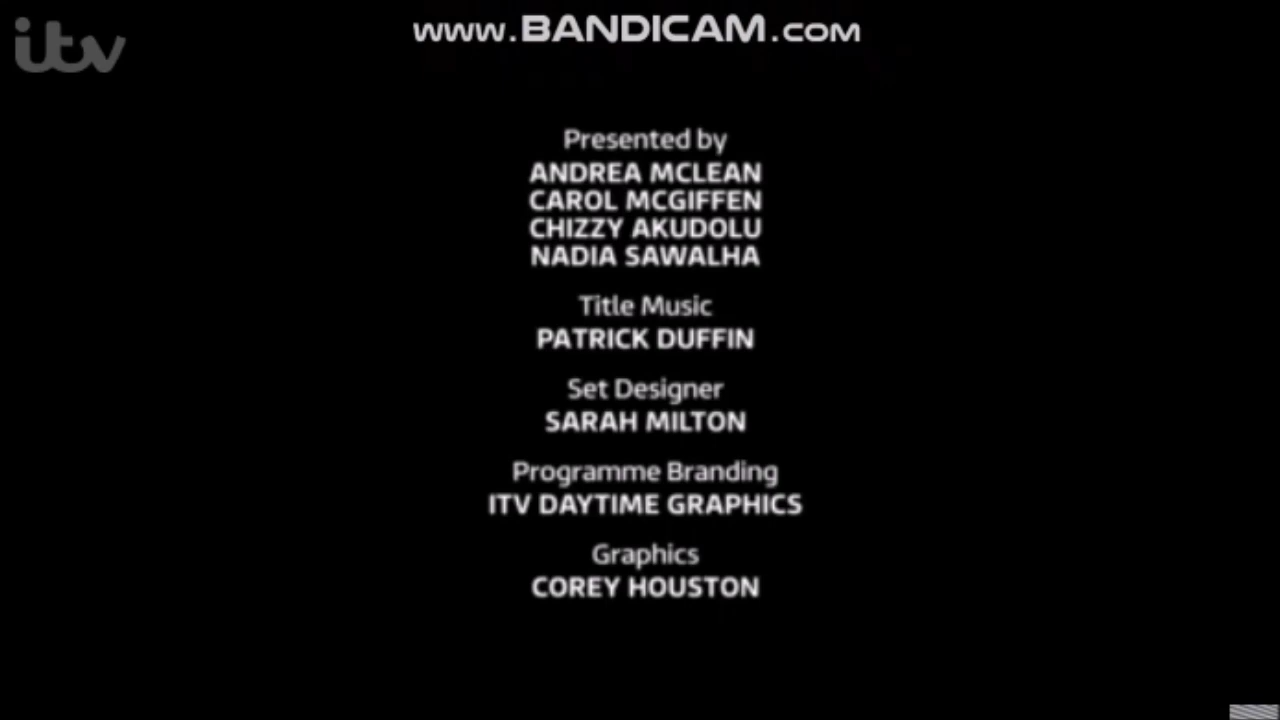 itv
www.BANDICAM.COM
Presented by
ANDREA MCLEAN
CAROL MCGIFFEN
CHIZZY AKUDOLU
NADIA SAWALHA
Title Music
PATRICK DUFFIN
Set Designer
SARAH MILTON
Programme Branding
ITV DAYTIME GRAPHICS
Graphics
COREY HOUSTON